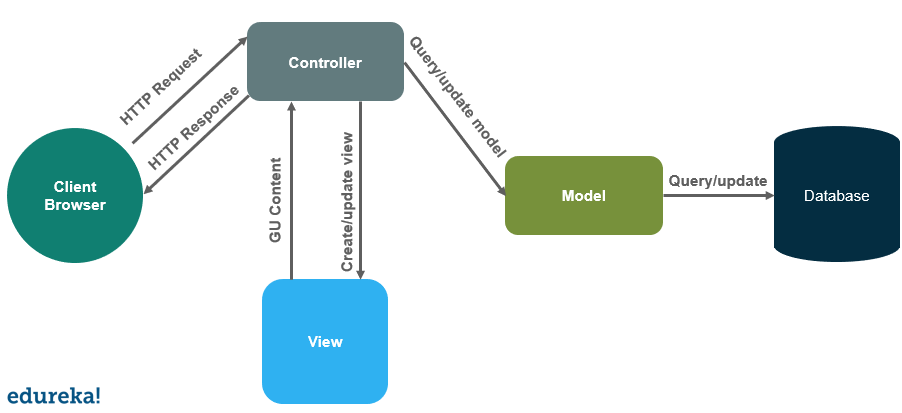 Controller
HTTP Request
HTTP Response
Query/update model
Client
Browser
GU Content
Create/update view
Model
Query/update
Database
View
edureka!